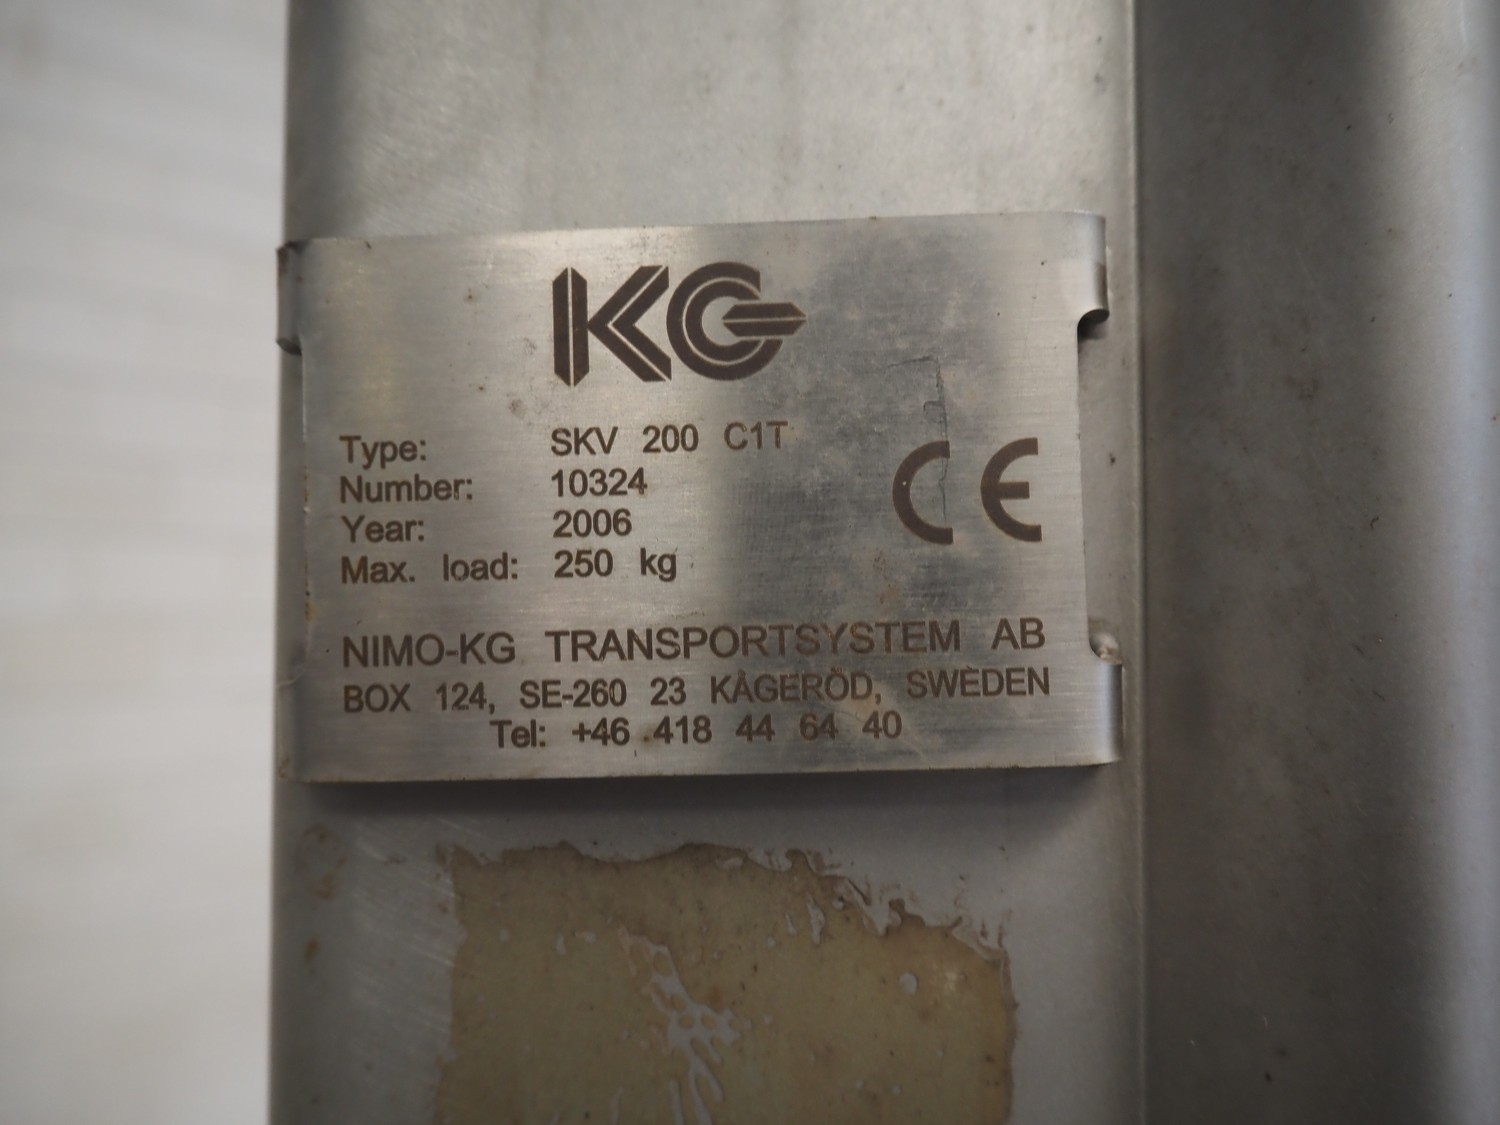 KG
Type: SKV 200 C1T
Number: 10324
Year: 2006
Max. load: 250 kg
CE
NIMO-KG TRANSPORTSYSTEM AB
BOX 124, SE-260 23 KÅGERÖD, SWEDEN
Tel: +46 418 44 64 40